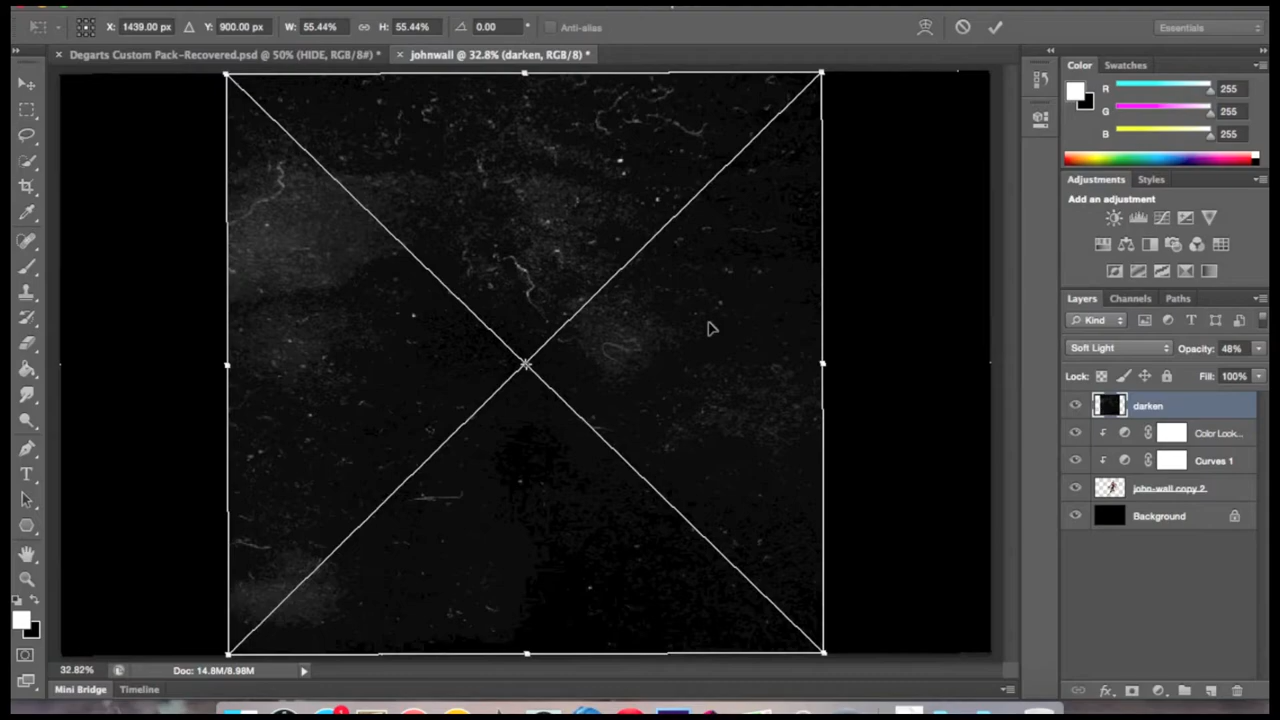 X: 1439.00 px Y: 900.00 px W: 55.44% H: 55.44% 0.00 ° Anti-alias Essentials
× Degarts Custom Pack-Recovered.psd @ 50% (HIDE, RGB/8) * × johnwall @ 32.8% (darken, RGB/8) *
Color Swatches
R 255
G 255
B 255
Adjustments Styles
Add an adjustment
Layers Channels Paths
Kind
Soft Light Opacity: 48%
Lock: Fill: 100%
darken
Color Look...
Curves 1
john-wall copy 2
Background
32.82% Doc: 14.8M/8.98M
Mini Bridge Timeline